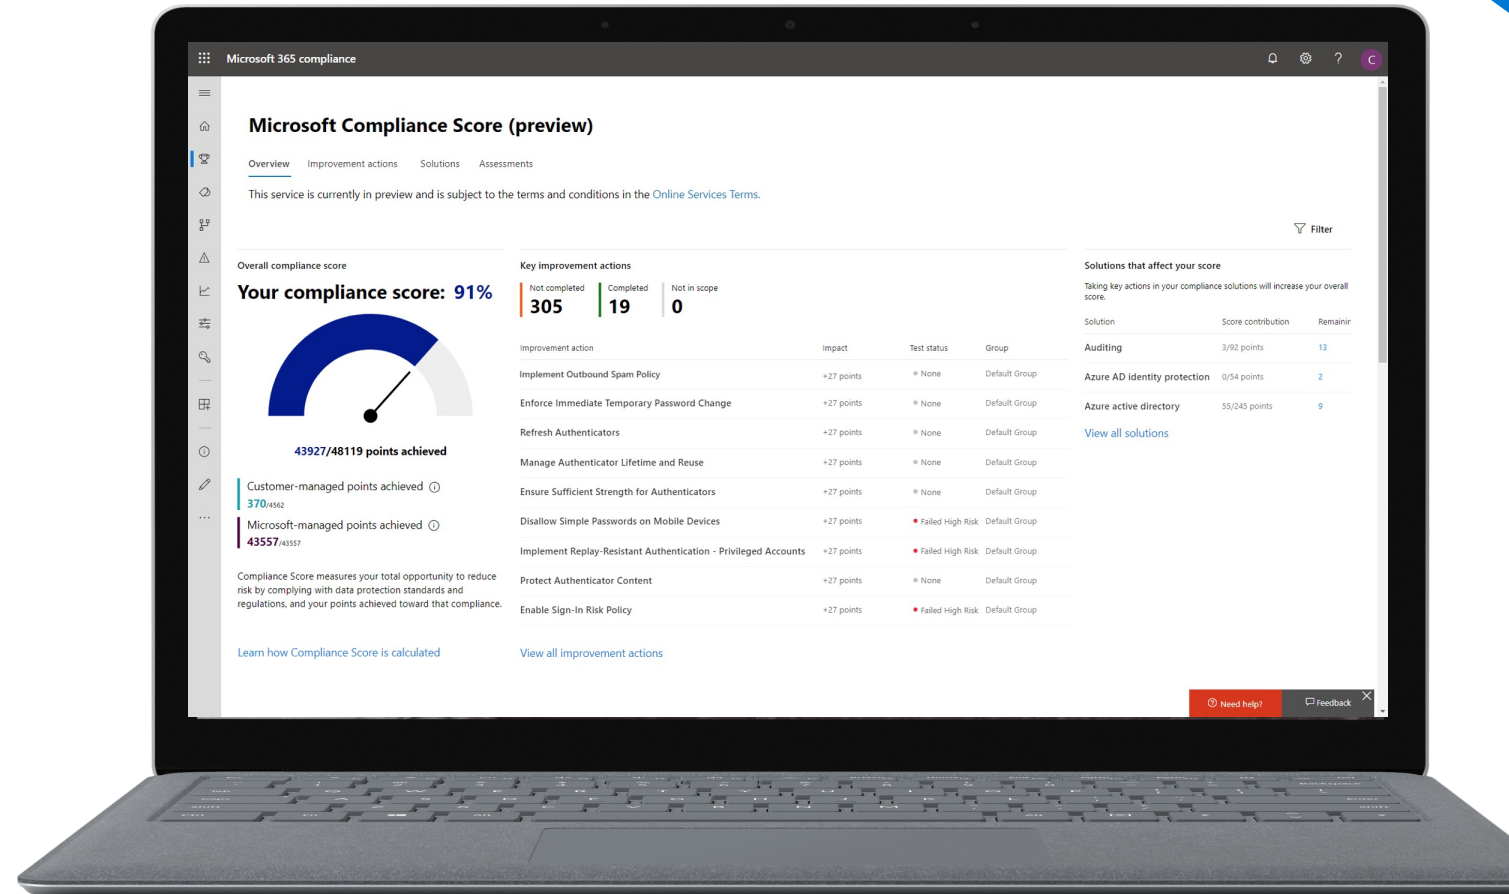 Microsoft 365 compliance
?
C
Microsoft Compliance Score (preview)
Overview Improvement actions Solutions Assessments
This service is currently in preview and is subject to the terms and conditions in the Online Services Terms.
Filter
Overall compliance score
Your compliance score: 91%
43927/48119 points achieved
Customer-managed points achieved
370/4562
Microsoft-managed points achieved
43557/43557
Compliance Score measures your total opportunity to reduce
risk by complying with data protection standards and
regulations, and your points achieved toward that compliance.
Learn how Compliance Score is calculated
Key improvement actions
Not completed Completed Not in scope
305 19 0
Improvement action Impact Test status Group
Implement Outbound Spam Policy +27 points None Default Group
Enforce Immediate Temporary Password Change +27 points None Default Group
Refresh Authenticators +27 points None Default Group
Manage Authenticator Lifetime and Reuse +27 points None Default Group
Ensure Sufficient Strength for Authenticators +27 points None Default Group
Disallow Simple Passwords on Mobile Devices +27 points Failed High Risk Default Group
Implement Replay-Resistant Authentication - Privileged Accounts +27 points Failed High Risk Default Group
Protect Authenticator Content +27 points None Default Group
Enable Sign-In Risk Policy +27 points Failed High Risk Default Group
View all improvement actions
Solutions that affect your score
Taking key actions in your compliance solutions will increase your overall
score.
Solution Score contribution Remainir
Auditing 3/92 points 13
Azure AD identity protection 0/54 points 2
Azure active directory 55/245 points 9
View all solutions
Need help? Feedback